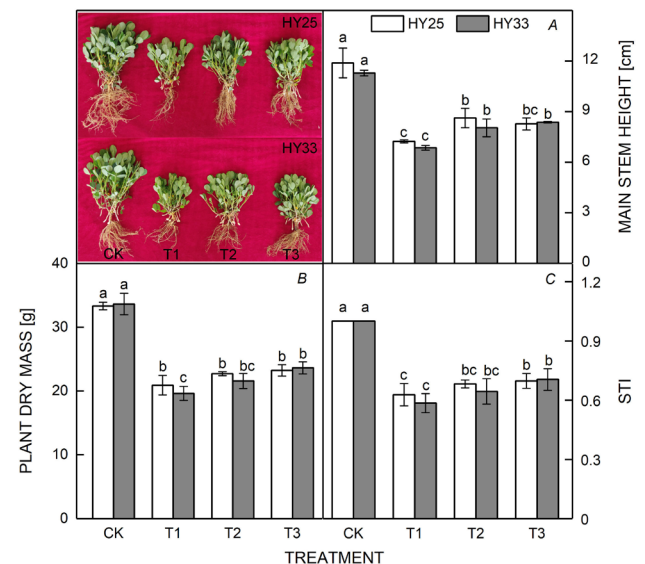 HY25
HY33
CK T1 T2 T3
HY25 HY33 A
a
a
c c
b b
bc b
12
9
6
3
0
MAIN STEM HEIGHT [cm]
B
a a
b c
b bc
b b
40
30
20
10
0
PLANT DRY MASS [g]
C
a a
c c
bc bc
b b
1.2
0.9
0.6
0.3
0
STI
CK T1 T2 T3 CK T1 T2 T3
TREATMENT